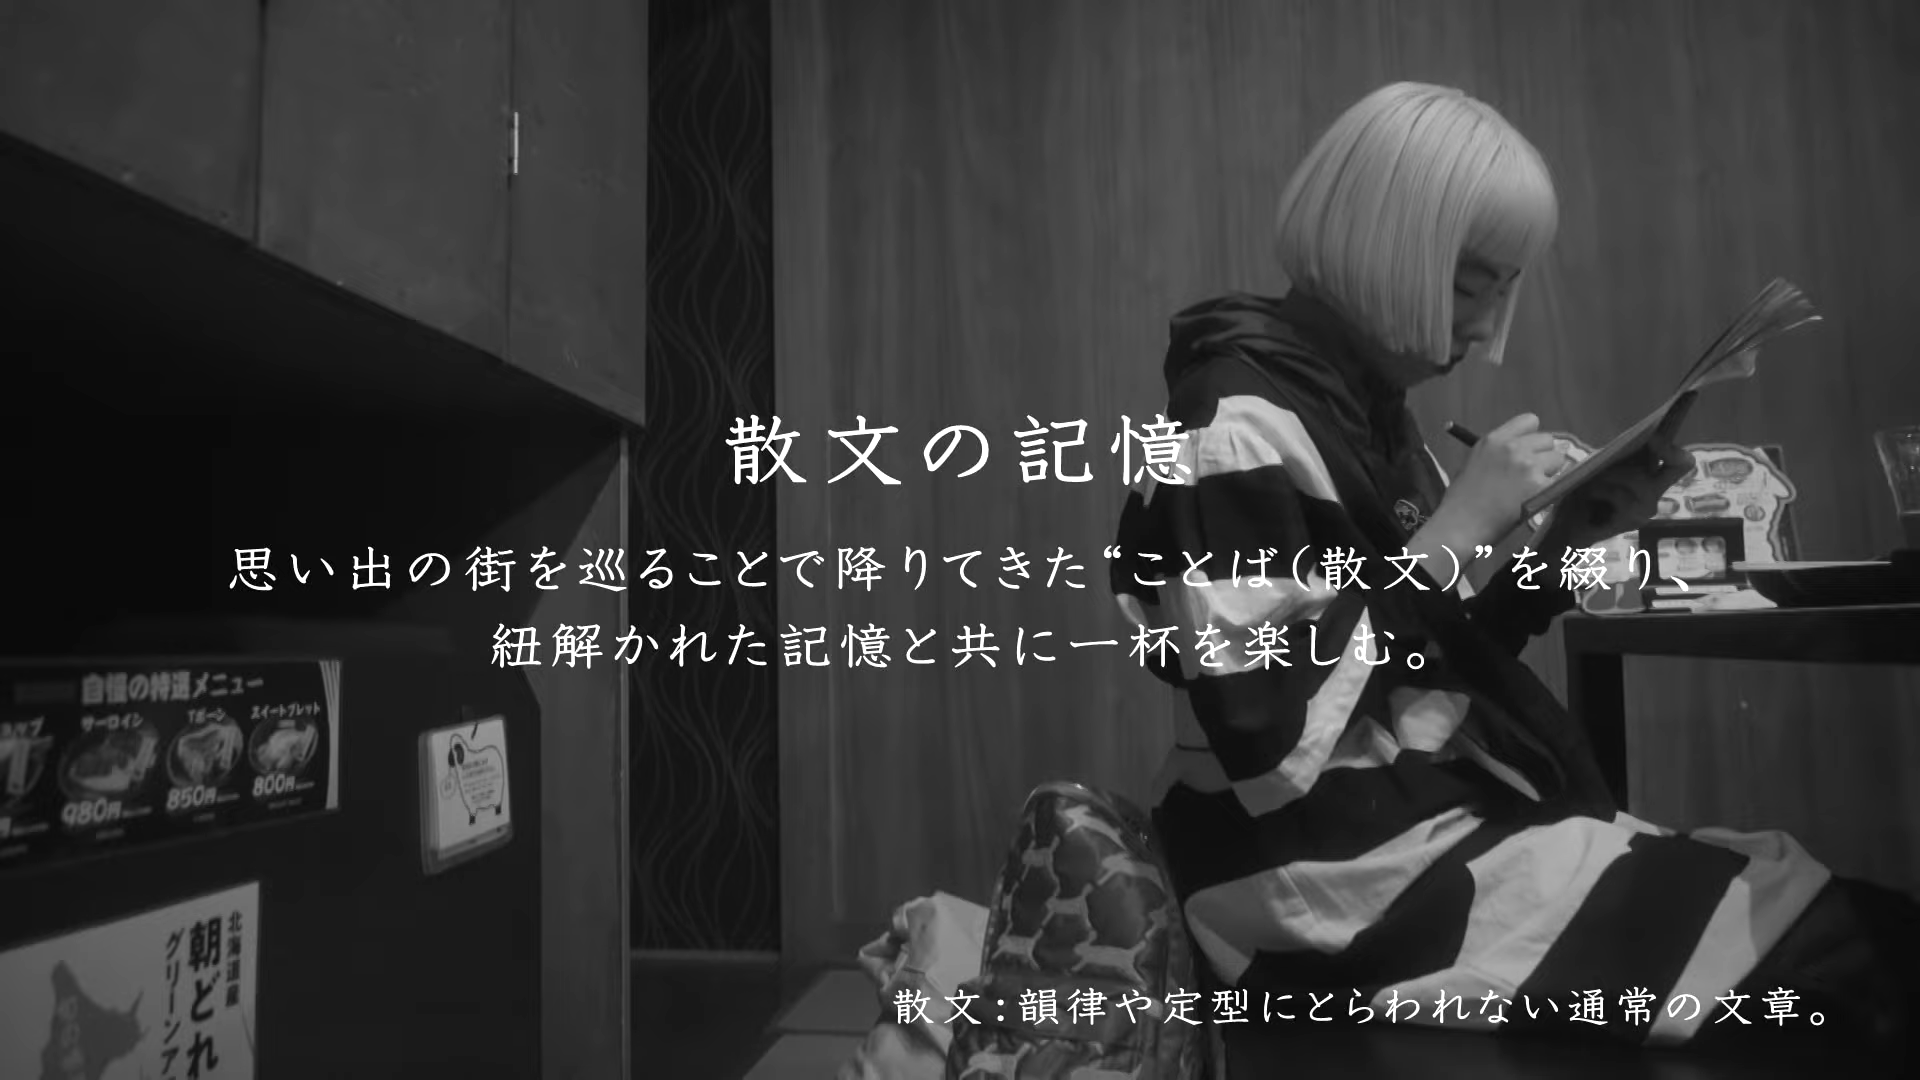 散文の記憶
思い出の街を巡ることで降りてきた“ことば(散文)”を綴り、
紐解かれた記憶と共に一杯を楽しむ。
自慢の特選メニュー
サーロイン
Tボーン
スイートブレット
980円
850円
800円
北海道産
朝どれ
グリーンア
散文:韻律や定型にとらわれない通常の文章。